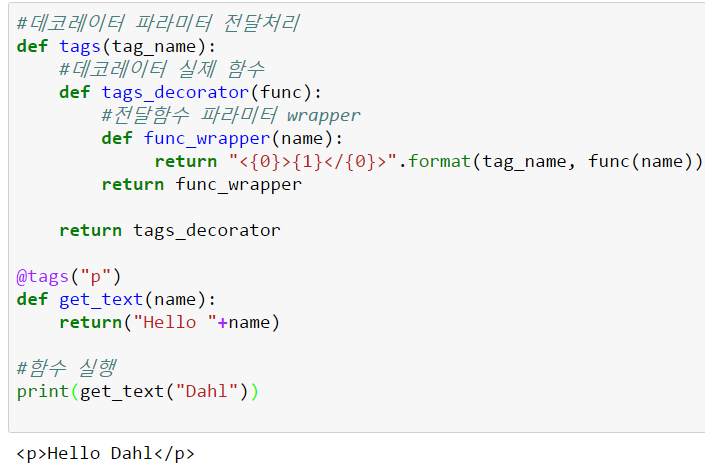 #데코레이터 파라미터 전달처리
def tags(tag_name):
    #데코레이터 실제 함수
    def tags_decorator(func):
        #전달함수 파라미터 wrapper
        def func_wrapper(name):
             return "<{0}>{1}</{0}>".format(tag_name, func(name))
        return func_wrapper

    return tags_decorator

@tags("p")
def get_text(name):
    return("Hello "+name)

#함수 실행
print(get_text("Dahl"))

<p>Hello Dahl</p>